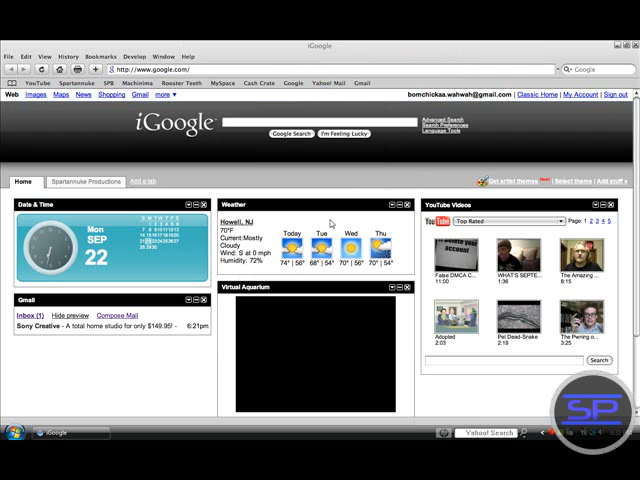 iGoogle
File Edit View History Bookmarks Develop Window Help
http://www.google.com/
Google
YouTube Spartannuke SPB Machinima Rooster Teeth MySpace Cash Crate Google Yahoo! Mail Gmail
Web Images Maps News Shopping Gmail more ▼
bomchickaa.wahwah@gmail.com | Classic Home | My Account | Sign out
iGoogle
Advanced Search
Search Preferences
Language Tools
Google Search I'm Feeling Lucky
Home Spartannuke Productions Add a tab
Get artist themes New! | Select theme | Add stuff »
Date & Time
Mon
SEP
22
Gmail
Inbox (1) Hide preview Compose Mail
Sony Creative - A total home studio for only $149.95! - 6:21pm
Weather
Howell, NJ
70°F
Current:Mostly
Cloudy
Wind: S at 0 mph
Humidity: 72%
Today Tue Wed Thu
74° | 56° 68° | 54° 70° | 56° 70° | 54°
Virtual Aquarium
YouTube Videos
YouTube Top Rated Page: 1 2 3 4 5
False DMCA C...
11:00
WHAT'S SEPTE...
1:36
The Amazing ...
8:15
Adopted
2:03
Pet Dead-Snake
2:19
The Pwning o...
3:25
Search
SP
iGoogle
hp
Yahoo! Search